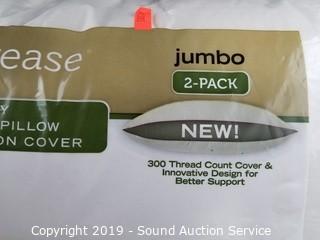 ease
jumbo
2-PACK
Y
PILLOW
ON COVER
NEW!
300 Thread Count Cover &
Innovative Design for
Better Support
Copyright 2019 - Sound Auction Service